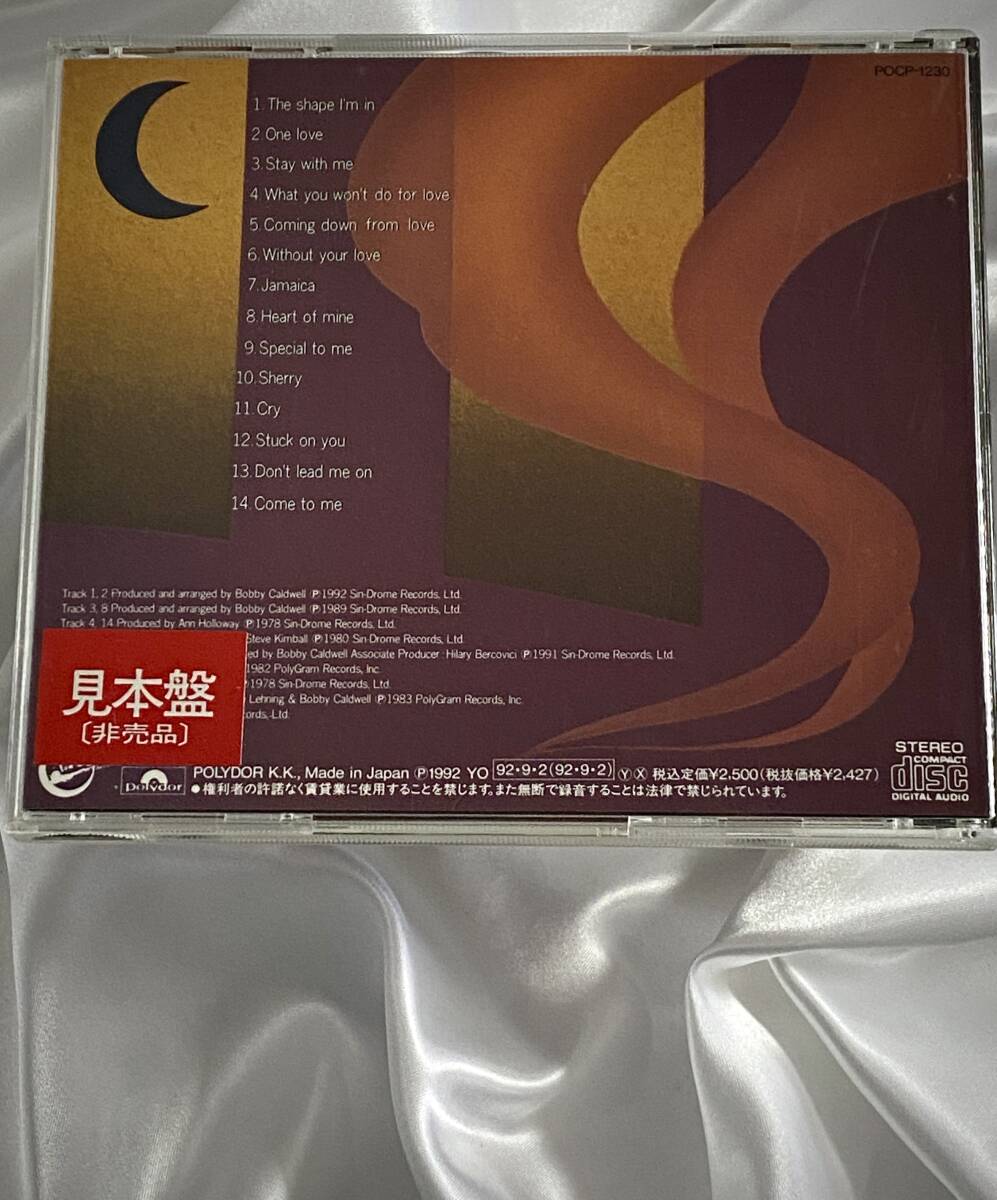 POCP-1230
1. The shape I'm in
2. One love
3. Stay with me
4. What you won't do for love
5. Coming down from love
6. Without your love
7. Jamaica
8. Heart of mine
9. Special to me
10. Sherry
11. Cry
12. Stuck on you
13. Don't lead me on
14. Come to me
Track 1, 2 Produced and arranged by Bobby Caldwell Ⓟ1992 Sin-Drome Records, Ltd.
Track 3, 8 Produced and arranged by Bobby Caldwell Ⓟ1989 Sin-Drome Records, Ltd.
Track 4, 14 Produced by Ann Holloway Ⓟ1978 Sin-Drome Records, Ltd.
Steve Kimball Ⓟ1980 Sin-Drome Records, Ltd.
ed by Bobby Caldwell Associate Producer : Hilary Bercovici Ⓟ1991 Sin-Drome Records, Ltd.
1982 PolyGram Records, Inc.
1978 Sin-Drome Records, Ltd.
Lehning & Bobby Caldwell Ⓟ1983 PolyGram Records, Inc.
ords, Ltd.
見本盤
〔非売品〕
polydor
POLYDOR K.K., Made in Japan Ⓟ1992 YO 92・9・2(92・9・2) Ⓨ Ⓧ 税込定価¥2,500(税抜価格¥2,427)
●権利者の許諾なく賃貸業に使用することを禁じます。また無断で録音することは法律で禁じられています。
STEREO
COMPACT
disc
DIGITAL AUDIO